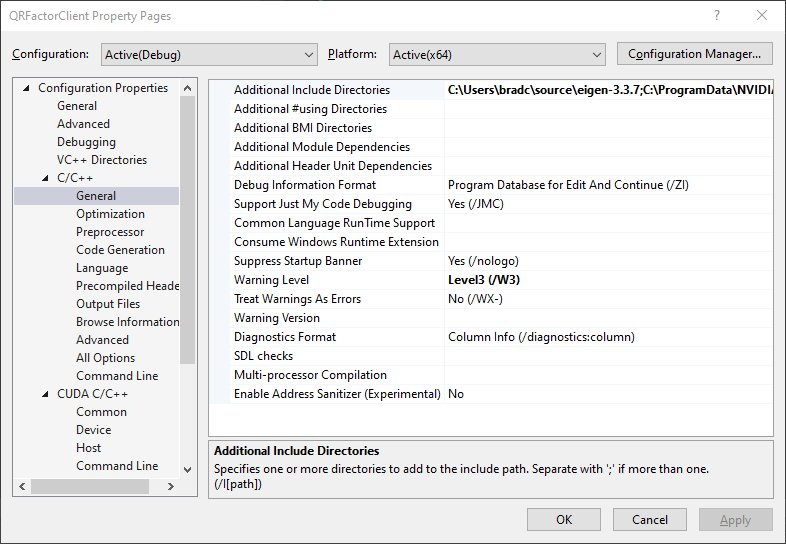 QRFactorClient Property Pages
?
Configuration: Active(Debug) Platform: Active(x64) Configuration Manager...
Configuration Properties
General
Advanced
Debugging
VC++ Directories
C/C++
General
Optimization
Preprocessor
Code Generation
Language
Precompiled Heade
Output Files
Browse Information
Advanced
All Options
Command Line
CUDA C/C++
Common
Device
Host
Command Line
Additional Include Directories C:\Users\bradc\source\eigen-3.3.7;C:\ProgramData\NVIDIA
Additional #using Directories
Additional BMI Directories
Additional Module Dependencies
Additional Header Unit Dependencies
Debug Information Format Program Database for Edit And Continue (/ZI)
Support Just My Code Debugging Yes (/JMC)
Common Language RunTime Support
Consume Windows Runtime Extension
Suppress Startup Banner Yes (/nologo)
Warning Level Level3 (/W3)
Treat Warnings As Errors No (/WX-)
Warning Version
Diagnostics Format Column Info (/diagnostics:column)
SDL checks
Multi-processor Compilation
Enable Address Sanitizer (Experimental) No
Additional Include Directories
Specifies one or more directories to add to the include path. Separate with ';' if more than one.
(/I[path])
OK Cancel Apply